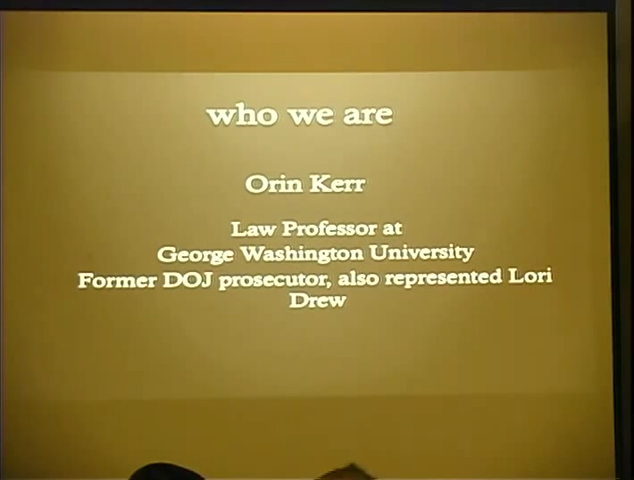 who we are
Orin Kerr
Law Professor at
George Washington University
Former DOJ prosecutor, also represented Lori
Drew